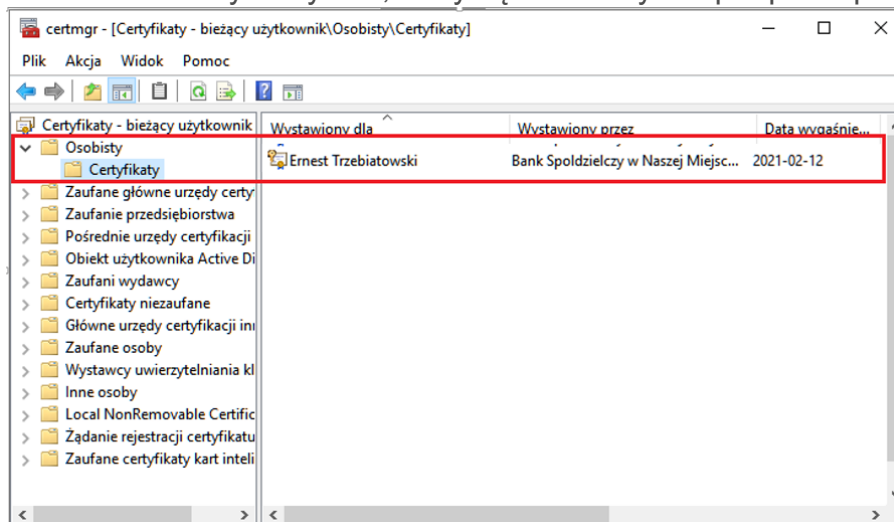 certmgr - [Certyfikaty - bieżący użytkownik\Osobisty\Certyfikaty]
Plik Akcja Widok Pomoc
Certyfikaty - bieżący użytkownik
Wystawiony dla Wystawiony przez Data wygaśnie...
Osobisty
Certyfikaty
Ernest Trzebiatowski Bank Spoldzielczy w Naszej Miejsc... 2021-02-12
Zaufane główne urzędy certy
Zaufanie przedsiębiorstwa
Pośrednie urzędy certyfikacji
Obiekt użytkownika Active Di
Zaufani wydawcy
Certyfikaty niezaufane
Główne urzędy certyfikacji inn
Zaufane osoby
Wystawcy uwierzytelniania kl
Inne osoby
Local NonRemovable Certific
Żądanie rejestracji certyfikatu
Zaufane certyfikaty kart inteli